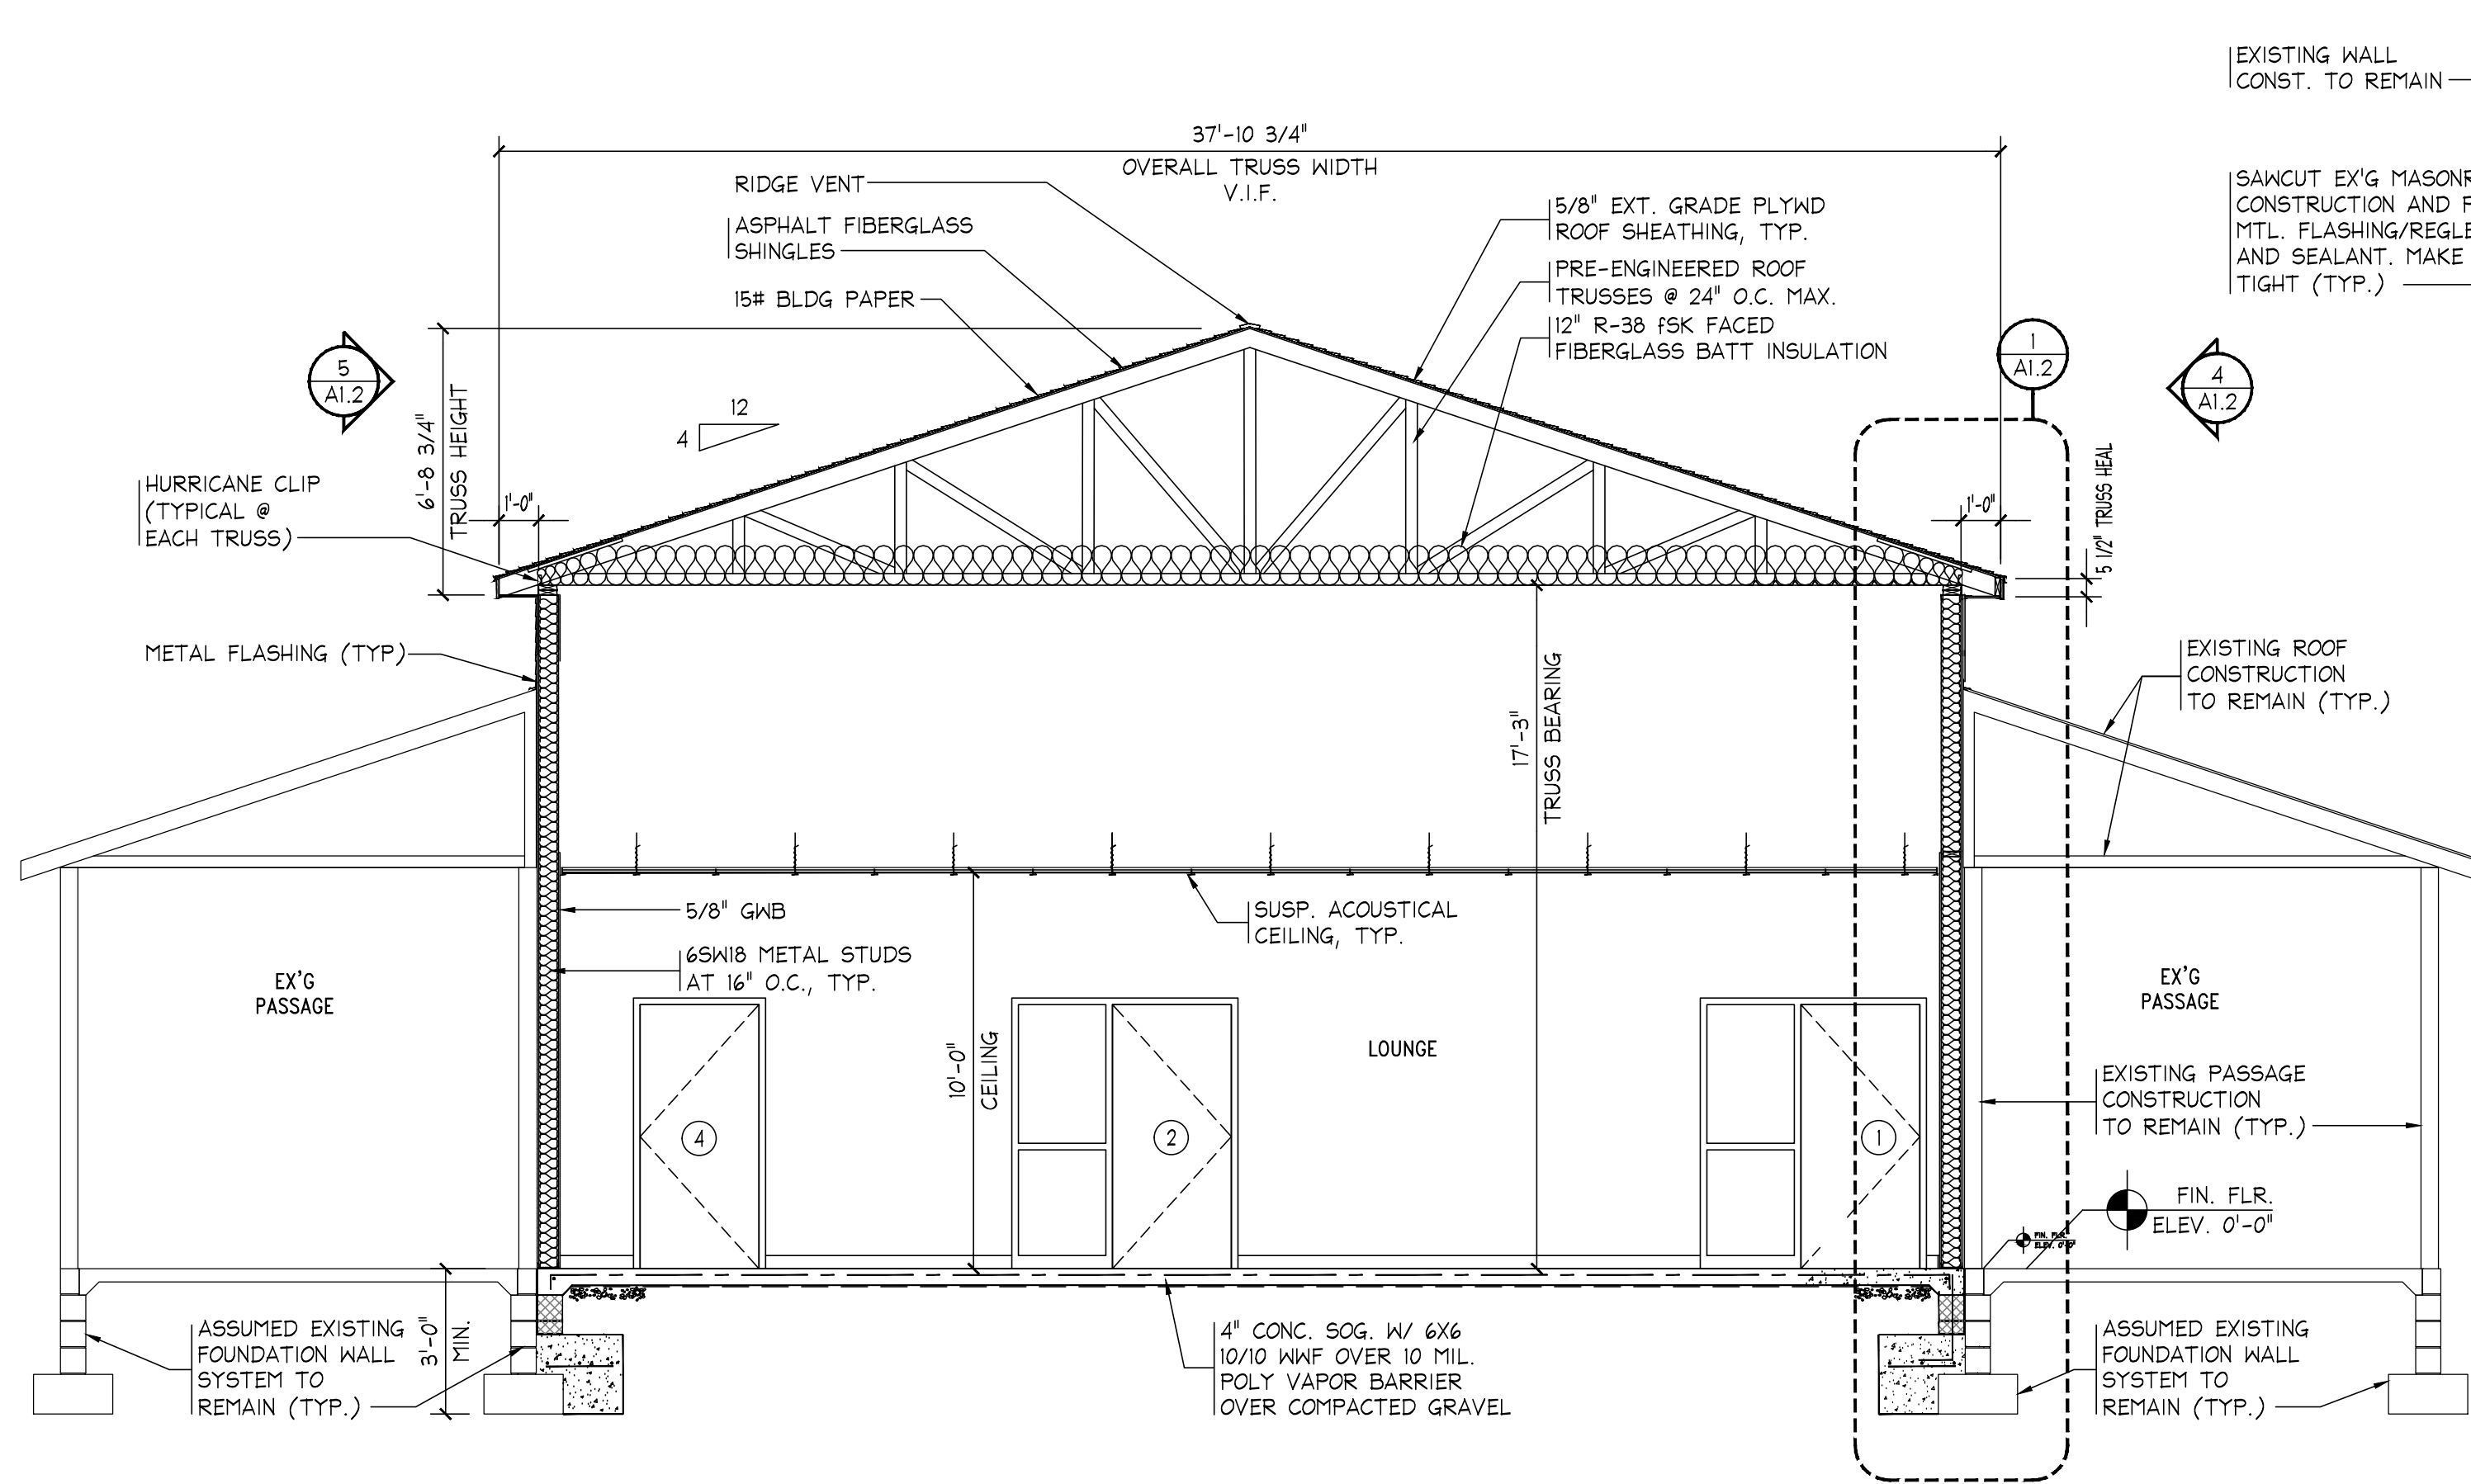 EXISTING WALL
CONST. TO REMAIN
37'-10 3/4"
OVERALL TRUSS WIDTH
V.I.F.
RIDGE VENT
ASPHALT FIBERGLASS
SHINGLES
15# BLDG PAPER
5/8" EXT. GRADE PLYWD
ROOF SHEATHING, TYP.
PRE-ENGINEERED ROOF
TRUSSES @ 24" O.C. MAX.
12" R-38 fSK FACED
FIBERGLASS BATT INSULATION
SAWCUT EX'G MASONR
CONSTRUCTION AND F
MTL. FLASHING/REGLE
AND SEALANT. MAKE
TIGHT (TYP.)
5
A1.2
1
A1.2
4
A1.2
12
4
6'-8 3/4"
TRUSS HEIGHT
1'-0"
1'-0"
5 1/2" TRUSS HEAL
HURRICANE CLIP
(TYPICAL @
EACH TRUSS)
METAL FLASHING (TYP)
17'-3"
TRUSS BEARING
EXISTING ROOF
CONSTRUCTION
TO REMAIN (TYP.)
5/8" GWB
6SW18 METAL STUDS
AT 16" O.C., TYP.
SUSP. ACOUSTICAL
CEILING, TYP.
EX'G
PASSAGE
10'-0"
CEILING
LOUNGE
EX'G
PASSAGE
4
2
1
EXISTING PASSAGE
CONSTRUCTION
TO REMAIN (TYP.)
FIN. FLR.
ELEV. 0'-0"
FIN. FLR.
ELEV. 0'-0"
ASSUMED EXISTING
FOUNDATION WALL
SYSTEM TO
REMAIN (TYP.)
3'-0"
MIN.
4" CONC. SOG. W/ 6X6
10/10 WWF OVER 10 MIL.
POLY VAPOR BARRIER
OVER COMPACTED GRAVEL
ASSUMED EXISTING
FOUNDATION WALL
SYSTEM TO
REMAIN (TYP.)